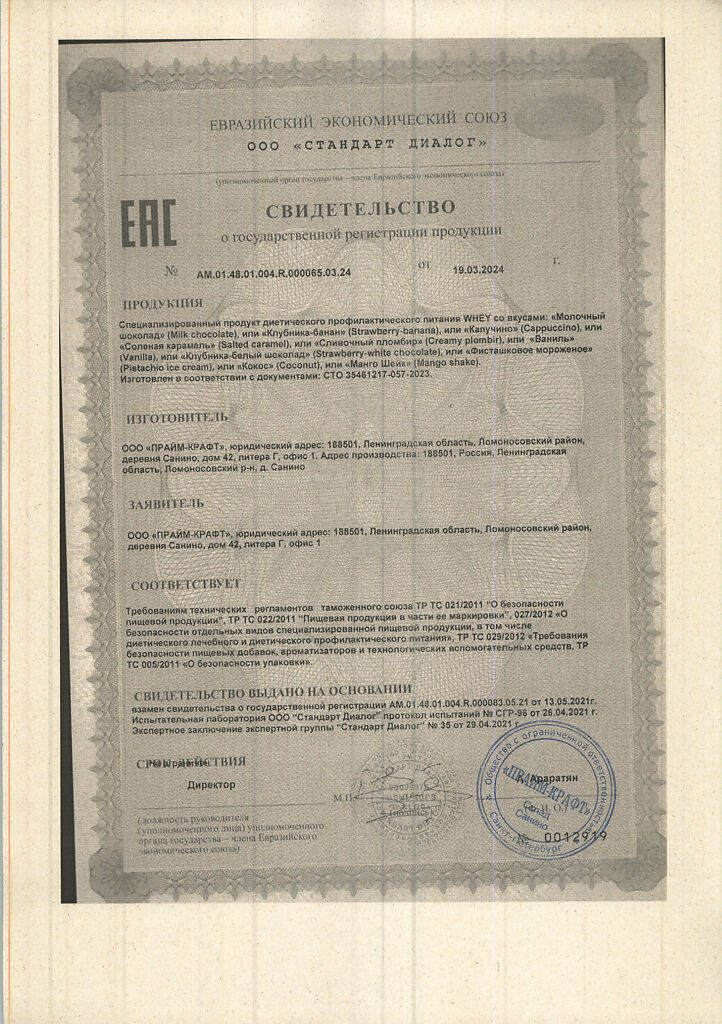 ЕВРАЗИЙСКИЙ ЭКОНОМИЧЕСКИЙ СОЮЗ
ООО «СТАНДАРТ ДИАЛОГ»
(уполномоченный орган государства – члена Евразийского экономического союза)
ЕАС
СВИДЕТЕЛЬСТВО
о государственной регистрации продукции
№ AM.01.48.01.004.R.000065.03.24 от 19.03.2024 г.
ПРОДУКЦИЯ
Специализированный продукт диетического профилактического питания WHEY со вкусами: «Молочный
шоколад» (Milk chocolate), или «Клубника-банан» (Strawberry-banana), или «Капучино» (Cappuccino), или
«Соленая карамель» (Salted caramel), или «Сливочный пломбир» (Creamy plombir), или «Ваниль»
(Vanilla), или «Клубника-белый шоколад» (Strawberry-white chocolate), или «Фисташковое мороженое»
(Pistachio ice cream), или «Кокос» (Coconut), или «Манго Шейк» (Mango shake).
Изготовлен в соответствии с документами: СТО 35461217-057-2023.
ИЗГОТОВИТЕЛЬ
ООО «ПРАЙМ-КРАФТ», юридический адрес: 188501, Ленинградская область, Ломоносовский район,
деревня Санино, дом 42, литера Г, офис 1. Адрес производства: 188501, Россия, Ленинградская
область, Ломоносовский р-н, д. Санино
ЗАЯВИТЕЛЬ
ООО «ПРАЙМ-КРАФТ», юридический адрес: 188501, Ленинградская область, Ломоносовский район,
деревня Санино, дом 42, литера Г, офис 1
СООТВЕТСТВУЕТ
Требованиям технических регламентов таможенного союза ТР ТС 021/2011 "О безопасности
пищевой продукции", ТР ТС 022/2011 "Пищевая продукция в части ее маркировки", 027/2012 «О
безопасности отдельных видов специализированной пищевой продукции, в том числе
диетического лечебного и диетического профилактического питания», ТР ТС 029/2012 «Требования
безопасности пищевых добавок, ароматизаторов и технологических вспомогательных средств, ТР
ТС 005/2011 «О безопасности упаковки».
СВИДЕТЕЛЬСТВО ВЫДАНО НА ОСНОВАНИИ
взамен свидетельства о государственной регистрации AM.01.48.01.004.R.000083.05.21 от 13.05.2021г.
Испытательная лаборатория ООО "Стандарт Диалог" протокол испытаний № СГР-96 от 26.04.2021 г.
Экспертное заключение экспертной группы "Стандарт Диалог" № 35 от 29.04.2021 г.
СРОК ДЕЙСТВИЯ
Директор
М.П.
(подпись)
Араратян
(должность руководителя
(уполномоченного лица) уполномоченного
органа государства – члена Евразийского
экономического союза)
Общество с ограниченной ответственностью
«ПРАЙМ-КРАФТ»
Склад
Санино
Санкт-Петербург
№ 0012919